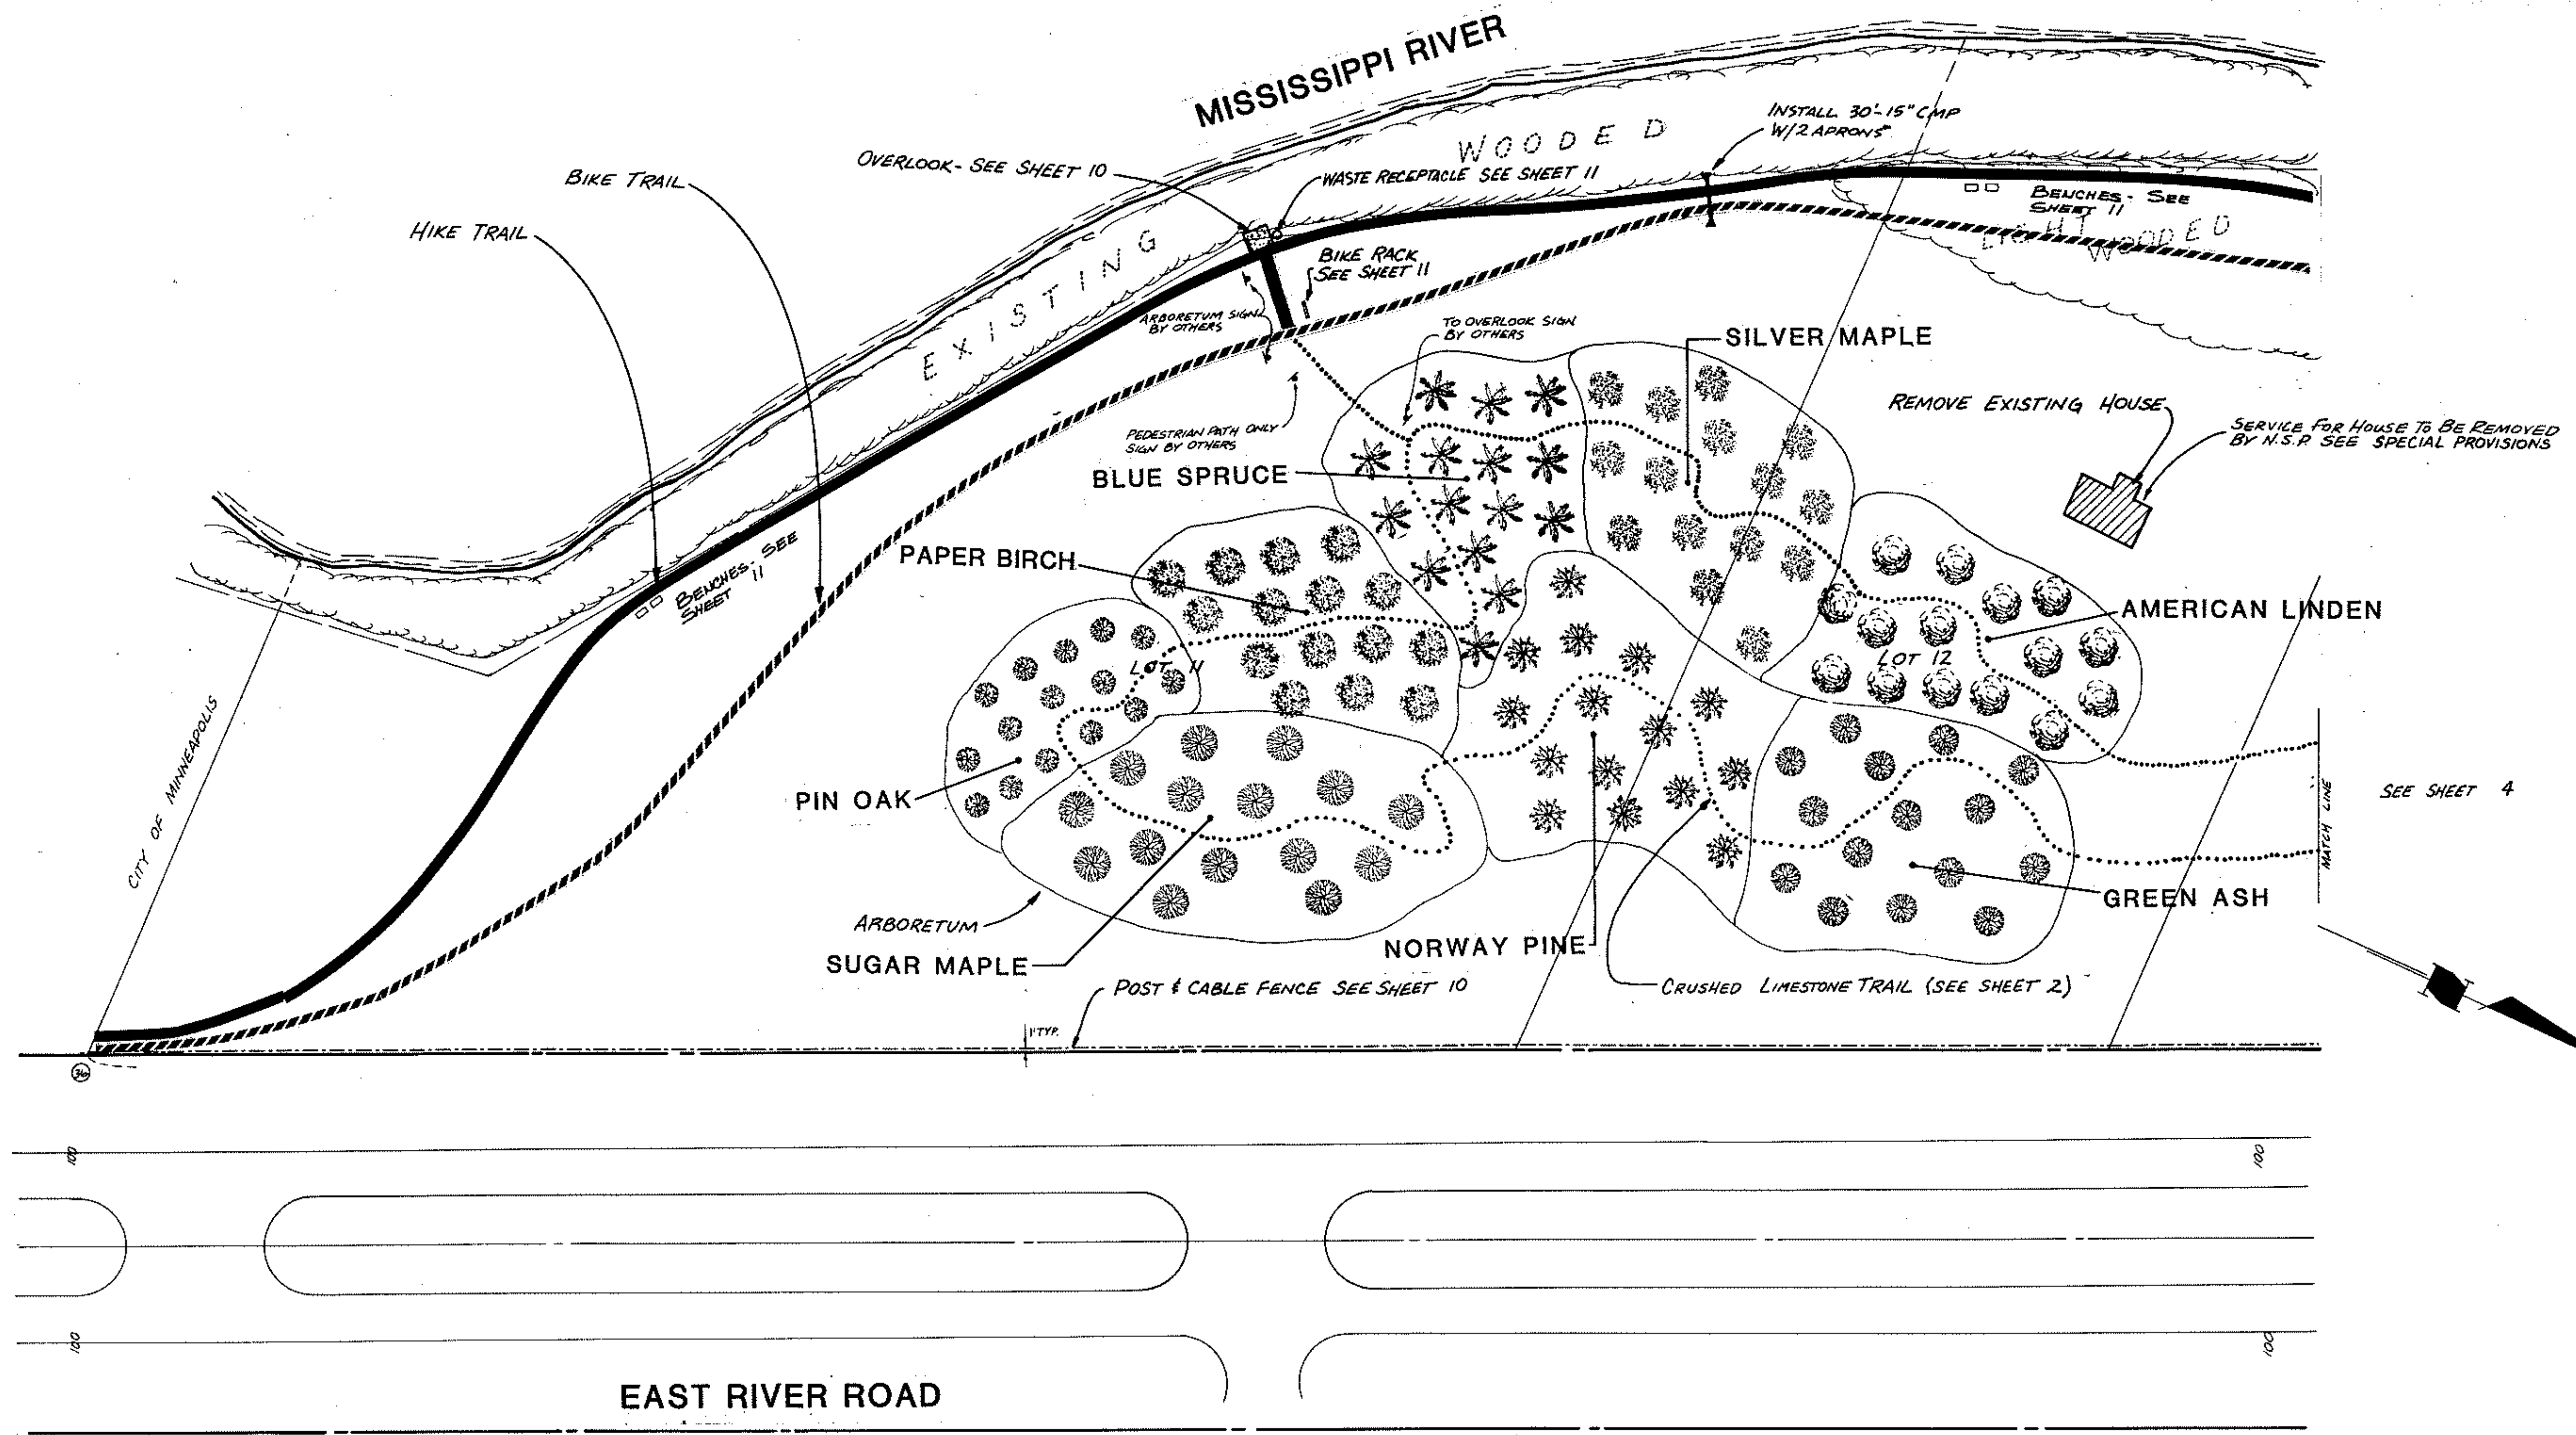 MISSISSIPPI RIVER
INSTALL 30'-15" CMP
W/2 APRONS
WOODED
OVERLOOK- SEE SHEET 10
WASTE RECEPTACLE SEE SHEET 11
BIKE TRAIL
BENCHES- SEE
SHEET 11
HIKE TRAIL
LIGHT WOODED
EXISTING
BIKE RACK
SEE SHEET 11
ARBORETUM SIGN
BY OTHERS
TO OVERLOOK SIGN
BY OTHERS
SILVER MAPLE
REMOVE EXISTING HOUSE
SERVICE FOR HOUSE TO BE REMOVED
BY N.S.P. SEE SPECIAL PROVISIONS
PEDESTRIAN PATH ONLY
SIGN BY OTHERS
BLUE SPRUCE
PAPER BIRCH
BENCHES- SEE
SHEET 11
AMERICAN LINDEN
LOT 11
LOT 12
CITY OF MINNEAPOLIS
PIN OAK
MATCH LINE
SEE SHEET 4
GREEN ASH
ARBORETUM
NORWAY PINE
SUGAR MAPLE
POST & CABLE FENCE SEE SHEET 10
CRUSHED LIMESTONE TRAIL (SEE SHEET 2)
1' TYP.
36
100
100
100
100
EAST RIVER ROAD